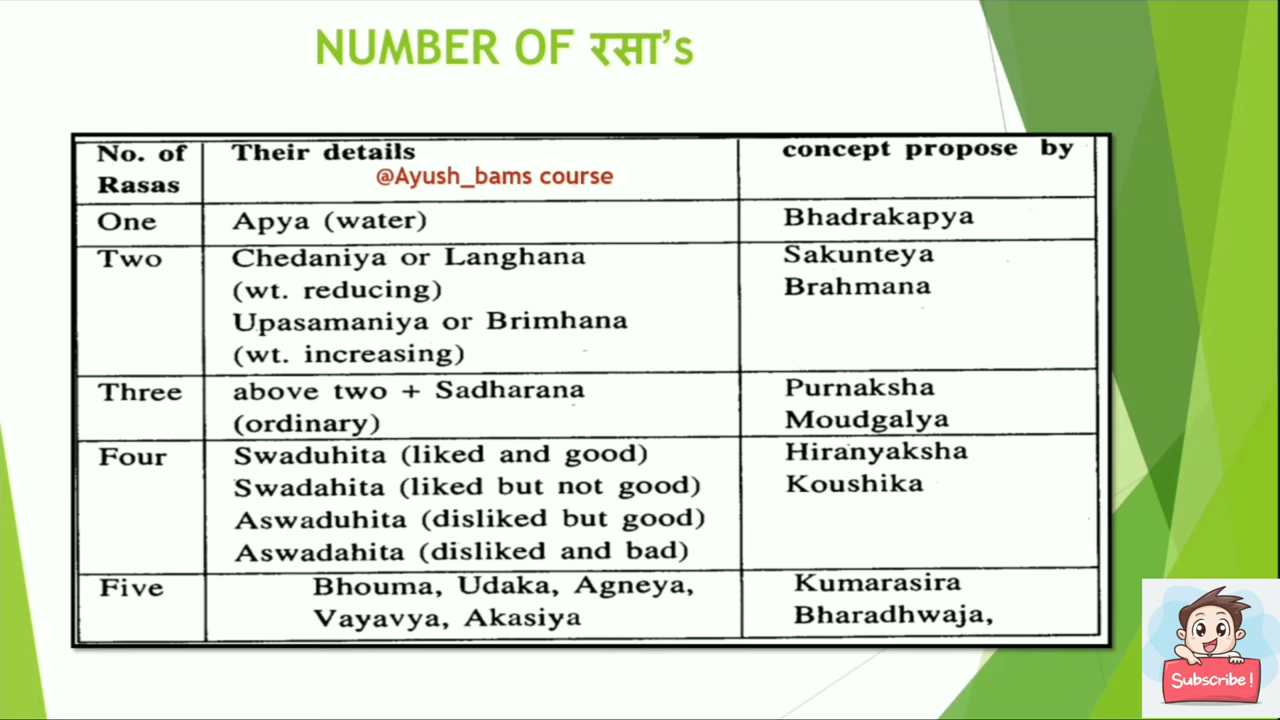 NUMBER OF रसा’s
No. of Rasas Their details concept propose by
@Ayush_bams course
One Apya (water) Bhadrakapya
Two Chedaniya or Langhana Sakunteya
(wt. reducing) Brahmana
Upasamaniya or Brimhana
(wt. increasing)
Three above two + Sadharana Purnaksha
(ordinary) Moudgalya
Four Swaduhita (liked and good) Hiranyaksha
Swadahita (liked but not good) Koushika
Aswaduhita (disliked but good)
Aswadahita (disliked and bad)
Five Bhouma, Udaka, Agneya, Kumarasira
Vayavya, Akasiya Bharadhwaja,
Subscribe!